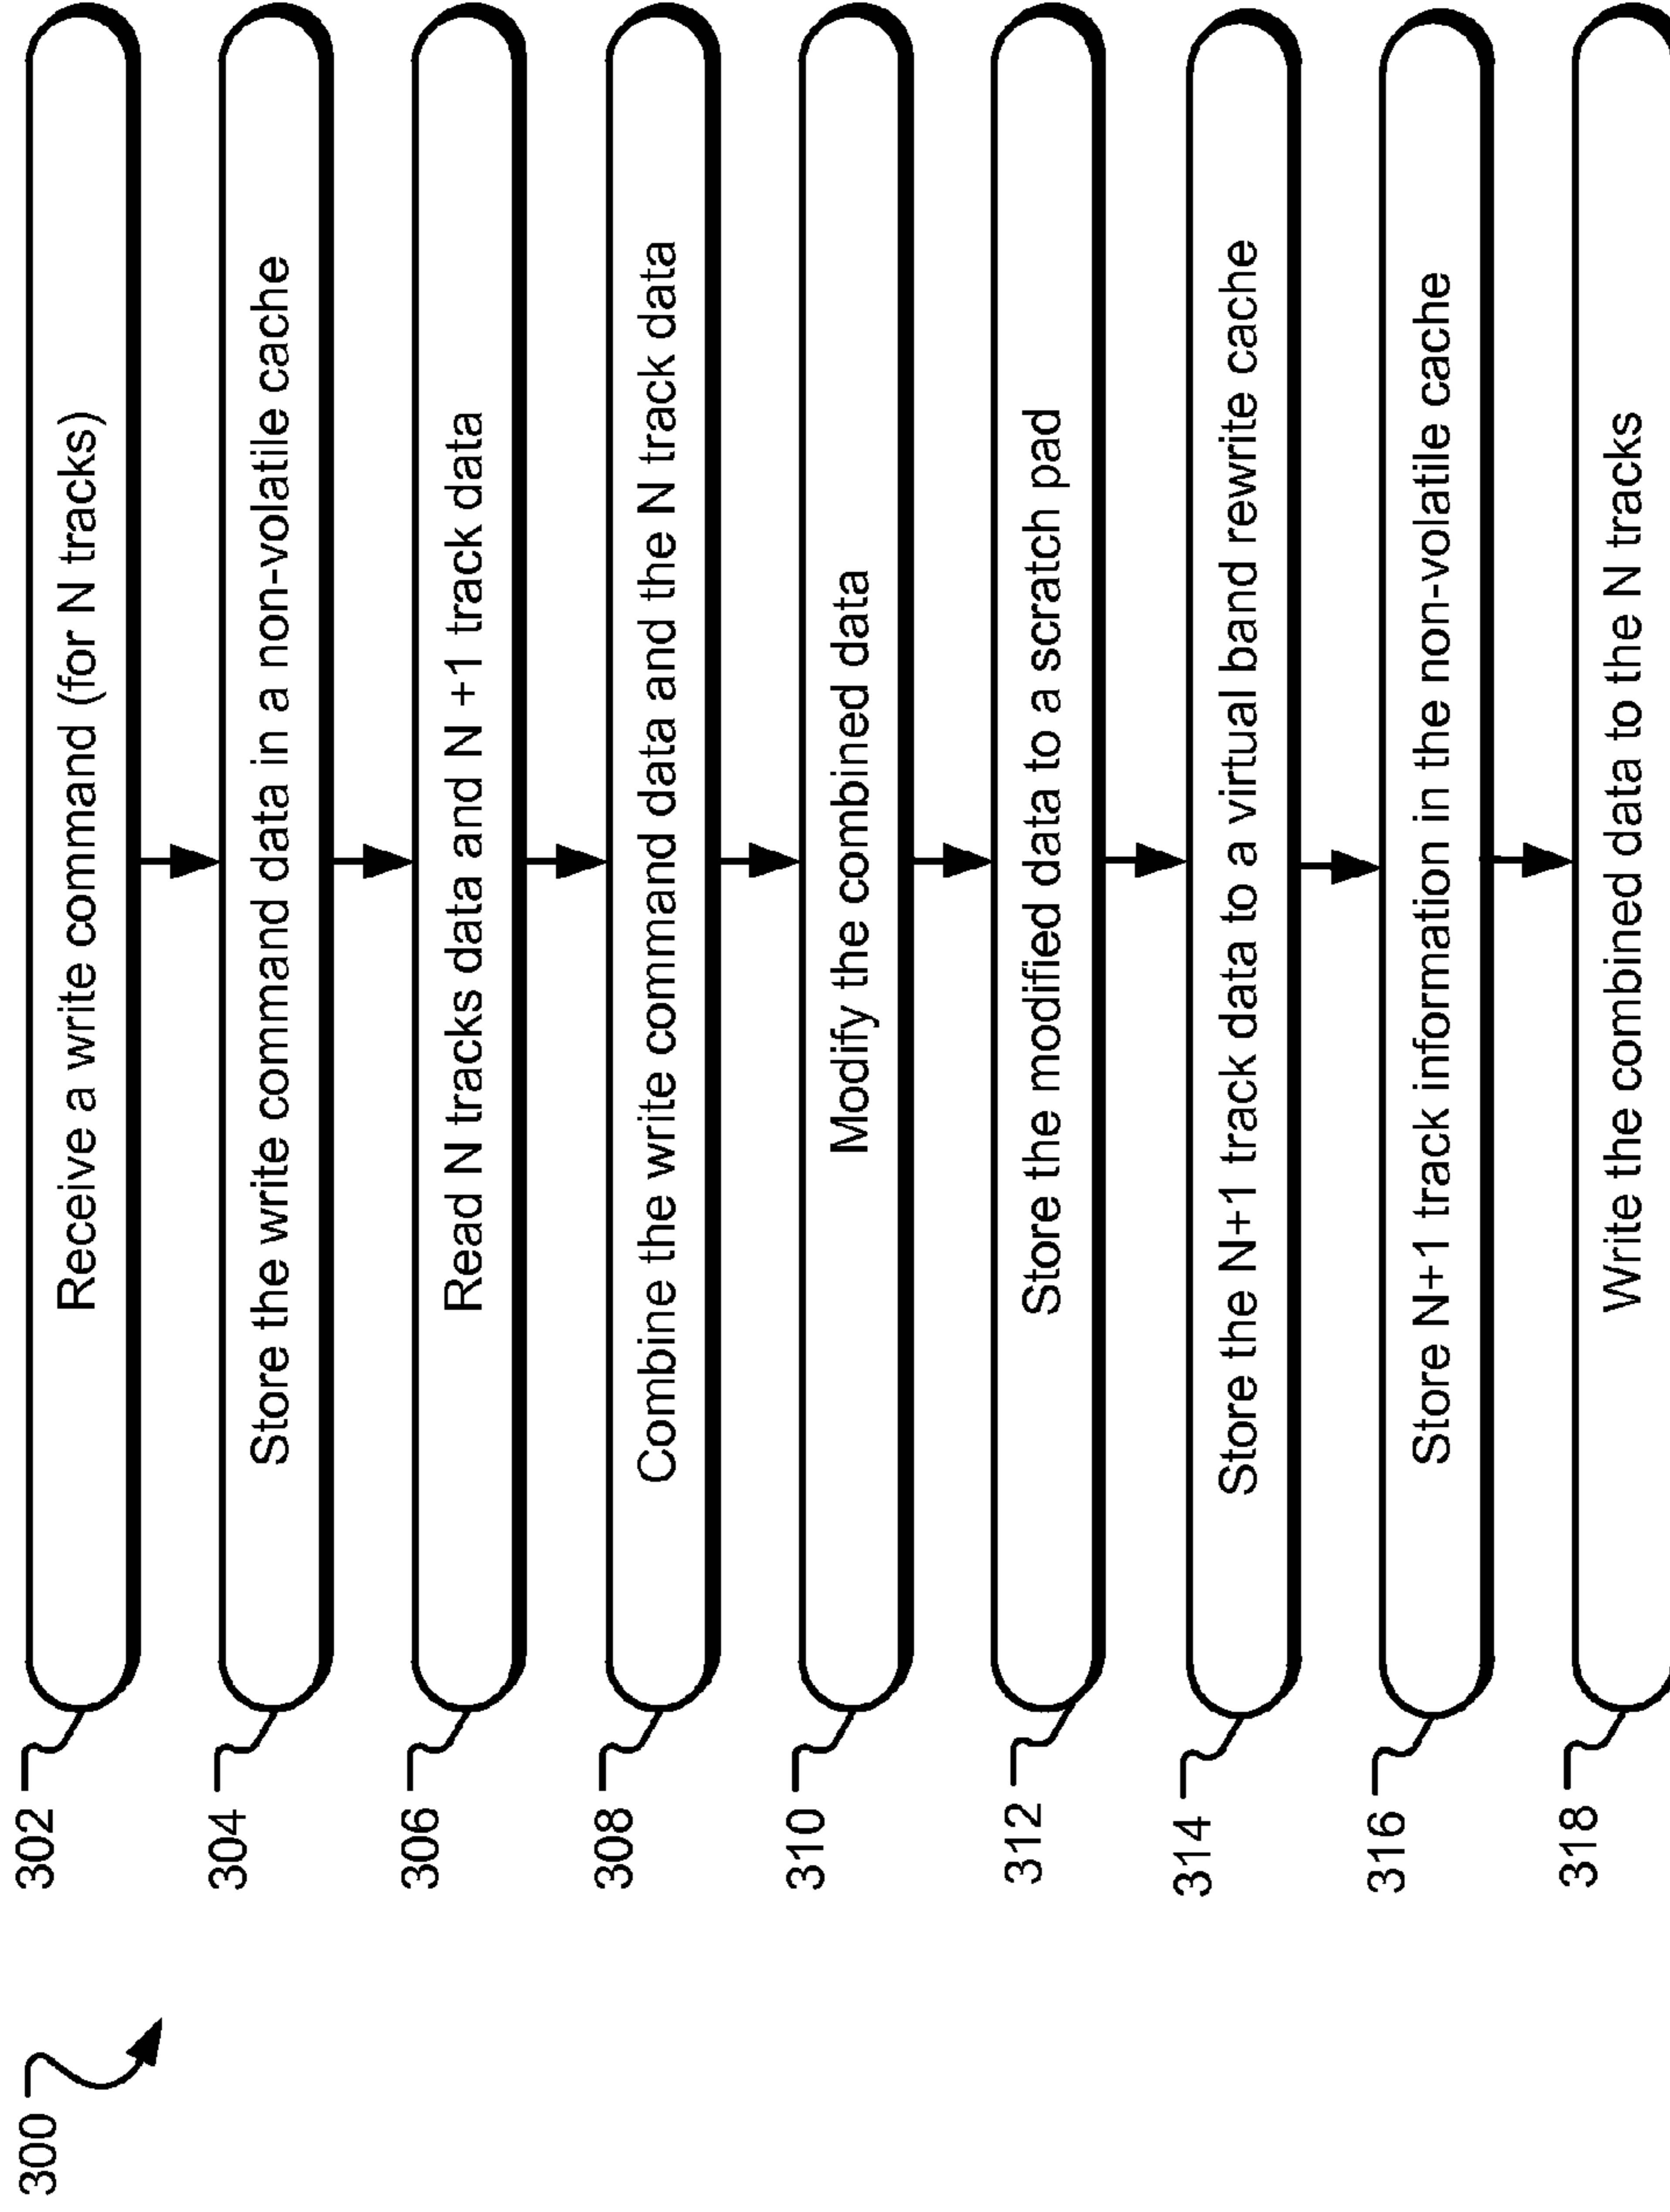 300
302
Receive a write command (for N tracks)
304
Store the write command data in a non-volatile cache
306
Read N tracks data and N +1 track data
308
Combine the write command data and the N track data
310
Modify the combined data
312
Store the modified data to a scratch pad
314
Store the N+1 track data to a virtual band rewrite cache
316
Store N+1 track information in the non-volatile cache
318
Write the combined data to the N tracks